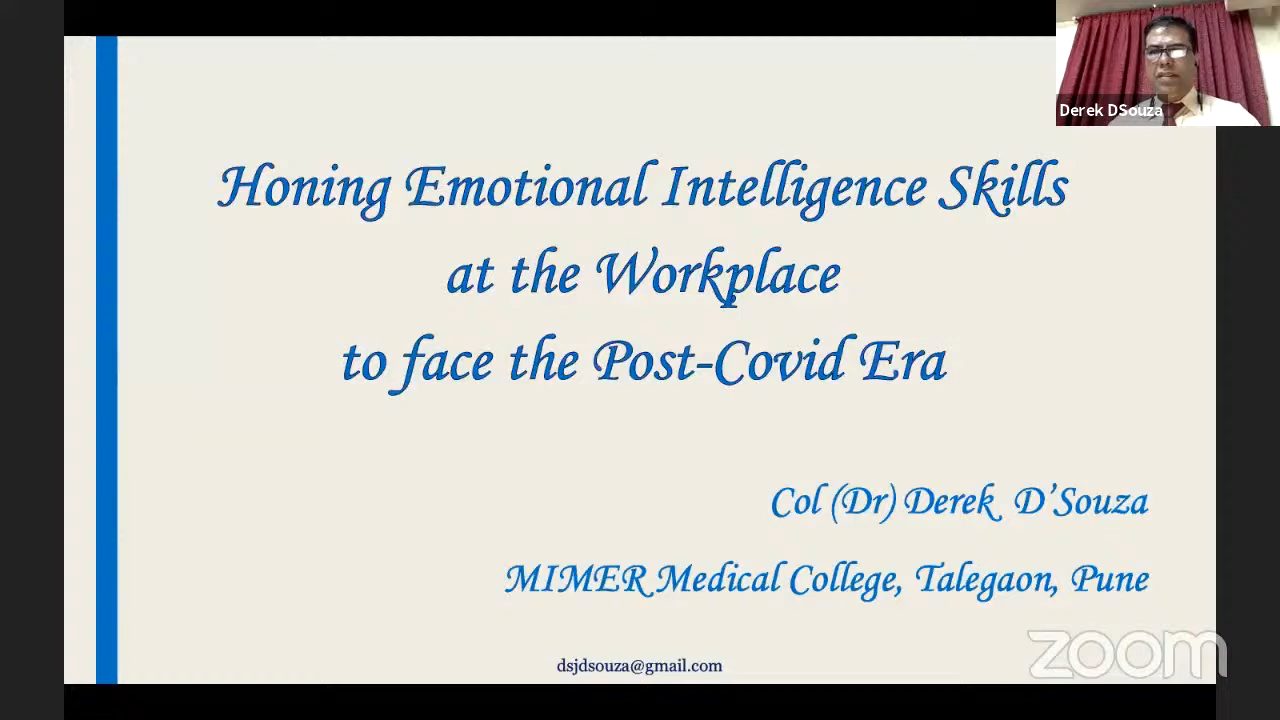 Derek DSouza
Honing Emotional Intelligence Skills
at the Workplace
to face the Post-Covid Era
Col (Dr) Derek D'Souza
MIMER Medical College, Talegaon, Pune
zoom
dsjdsouza@gmail.com